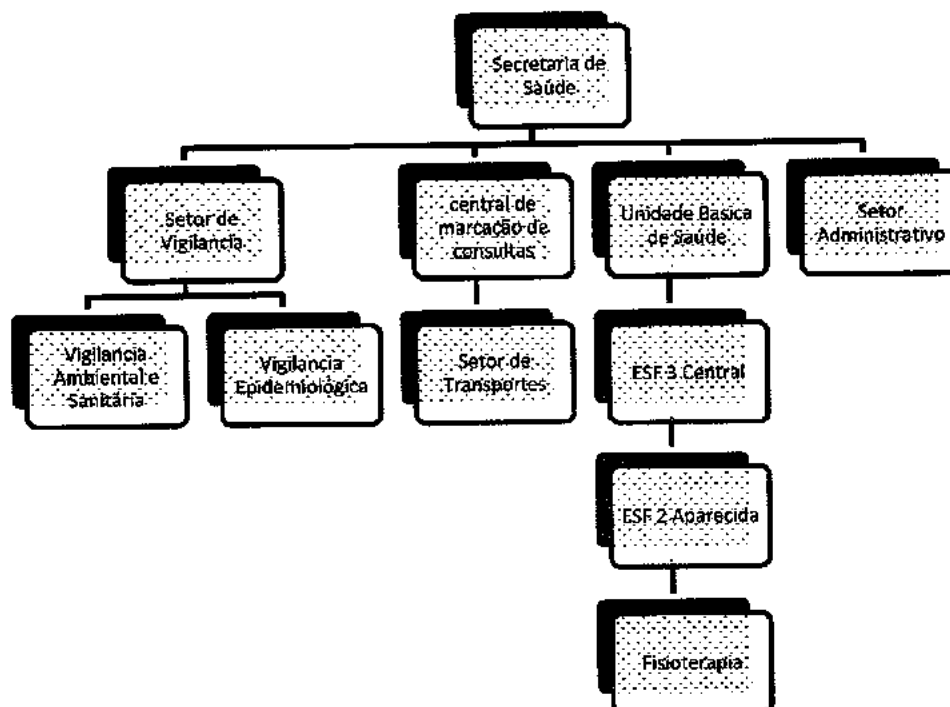 Secretaria de
Saúde
Setor de
Vigilancia
central de
marcação de
consultas
Unidade Basica
de Saúde
Setor
Administrativo
Vigilancia
Ambiental e
Sanitária
Vigilancia
Epidemiológica
Setor de
Transportes
ESF 3 Central
ESF 2 Aparecida
Fisioterapia